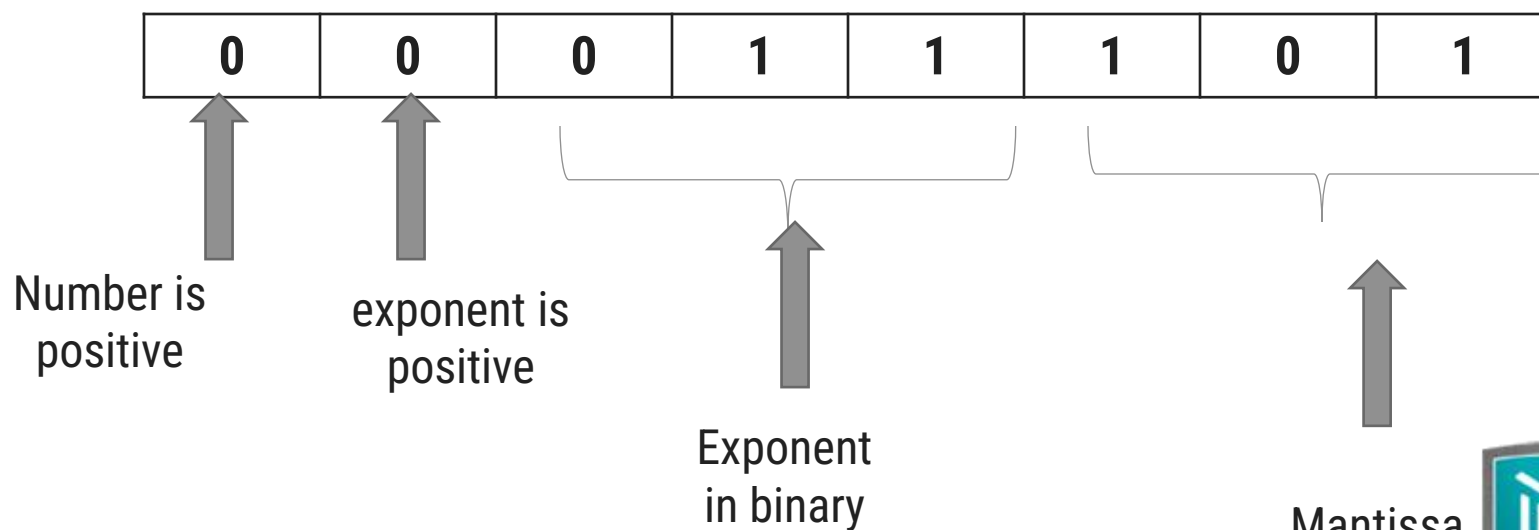 0 0 0 1 1 1 0 1
Number is
positive
exponent is
positive
Exponent
in binary
Mantissa